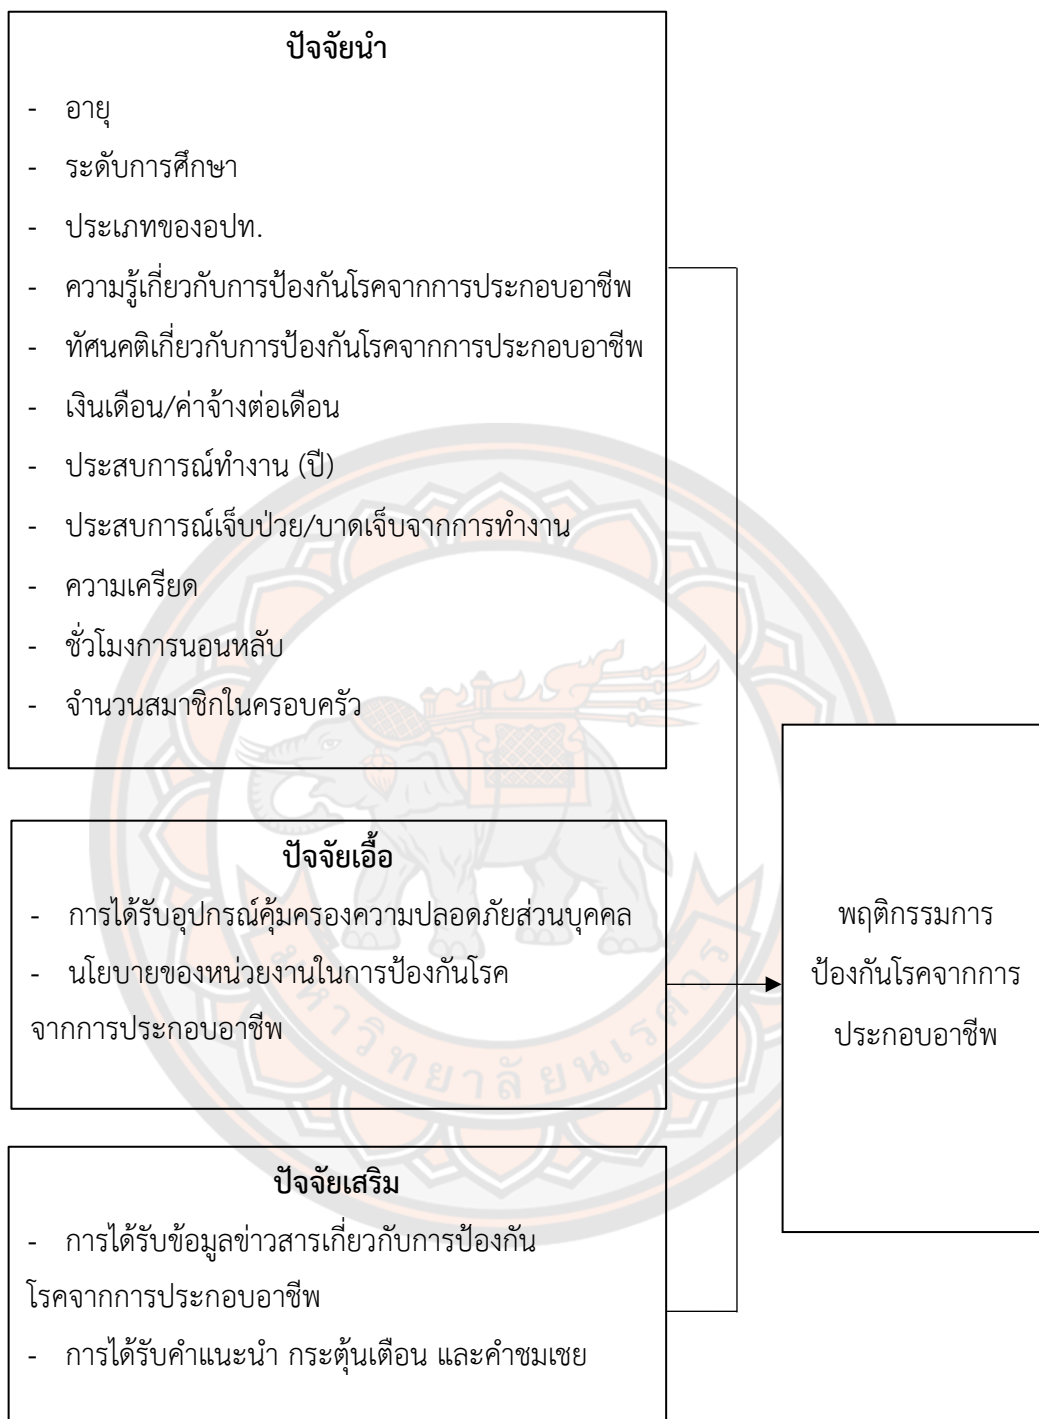 ปัจจัยนำ
- อายุ
- ระดับการศึกษา
- ประเภทของอปท.
- ความรู้เกี่ยวกับการป้องกันโรคจากการประกอบอาชีพ
- ทัศนคติเกี่ยวกับการป้องกันโรคจากการประกอบอาชีพ
- เงินเดือน/ค่าจ้างต่อเดือน
- ประสบการณ์ทำงาน (ปี)
- ประสบการณ์เจ็บป่วย/บาดเจ็บจากการทำงาน
- ความเครียด
- ชั่วโมงการนอนหลับ
- จำนวนสมาชิกในครอบครัว
ปัจจัยเอื้อ
- การได้รับอุปกรณ์คุ้มครองความปลอดภัยส่วนบุคคล
- นโยบายของหน่วยงานในการป้องกันโรค
จากการประกอบอาชีพ
ปัจจัยเสริม
- การได้รับข้อมูลข่าวสารเกี่ยวกับการป้องกัน
โรคจากการประกอบอาชีพ
- การได้รับคำแนะนำ กระตุ้นเตือน และคำชมเชย
พฤติกรรมการ
ป้องกันโรคจากการ
ประกอบอาชีพ
มหาวิทยาลัยนเรศวร